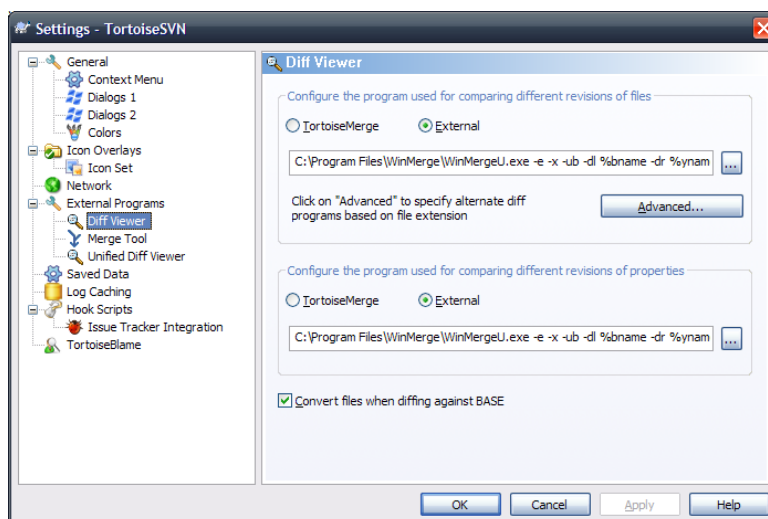 Settings - TortoiseSVN
General
Context Menu
Dialogs 1
Dialogs 2
Colors
Icon Overlays
Icon Set
Network
External Programs
Diff Viewer
Merge Tool
Unified Diff Viewer
Saved Data
Log Caching
Hook Scripts
Issue Tracker Integration
TortoiseBlame
Diff Viewer
Configure the program used for comparing different revisions of files
TortoiseMerge External
C:\Program Files\WinMerge\WinMergeU.exe -e -x -ub -dl %bname -dr %ynam ...
Click on "Advanced" to specify alternate diff
programs based on file extension
Advanced...
Configure the program used for comparing different revisions of properties
TortoiseMerge External
C:\Program Files\WinMerge\WinMergeU.exe -e -x -ub -dl %bname -dr %ynam ...
Convert files when diffing against BASE
OK Cancel Apply Help